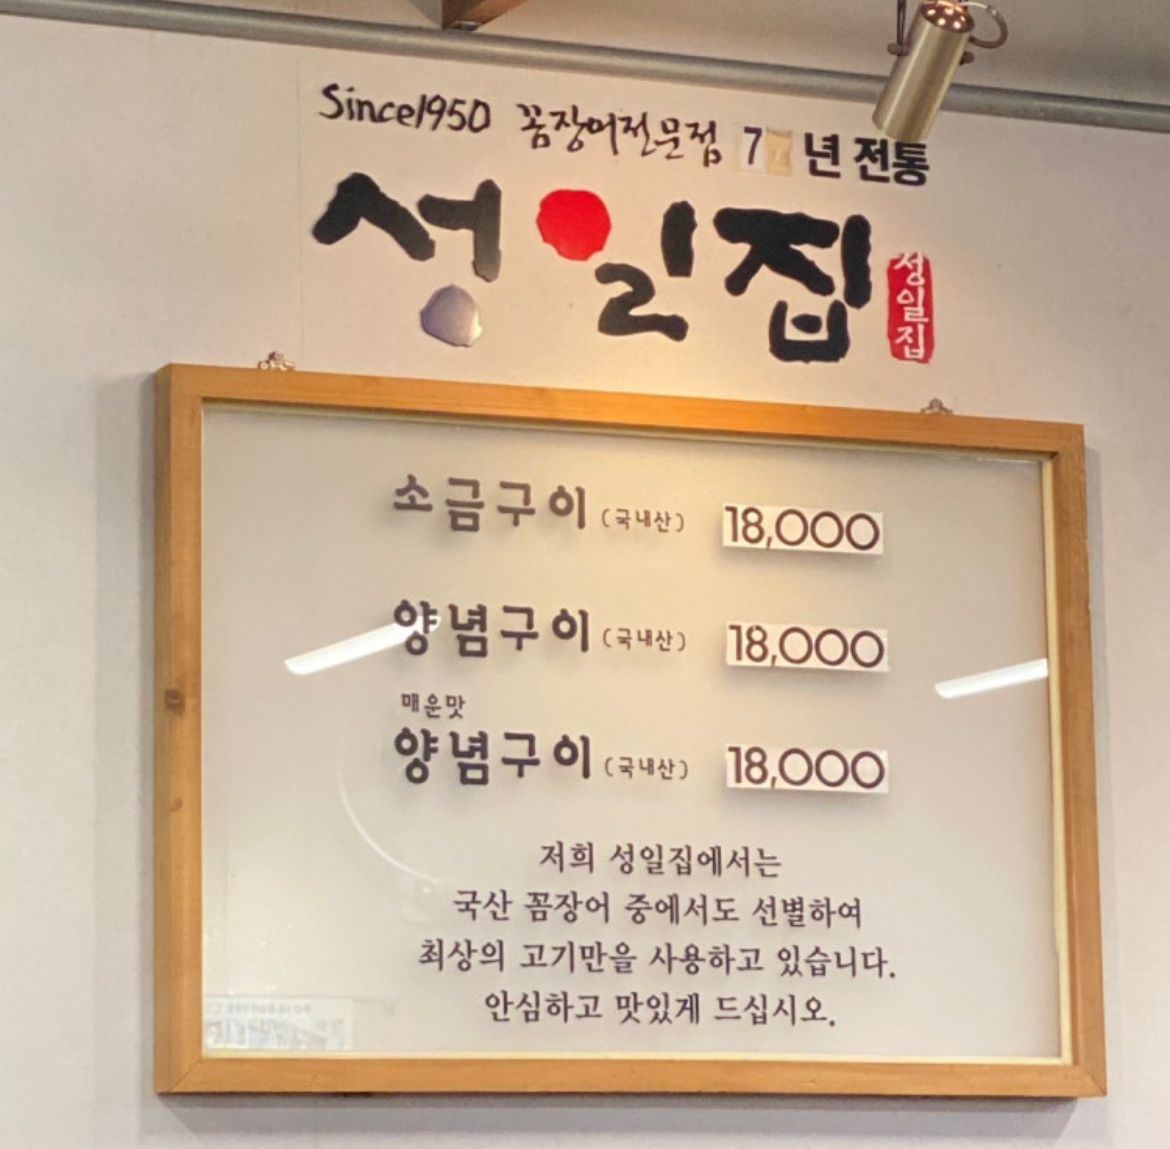 Since1950 꼼장어전문점 7 년 전통
성일집
성일집
소금구이 (국내산) 18,000
양념구이 (국내산) 18,000
매운맛
양념구이 (국내산) 18,000
저희 성일집에서는
국산 꼼장어 중에서도 선별하여
최상의 고기만을 사용하고 있습니다.
안심하고 맛있게 드십시오.